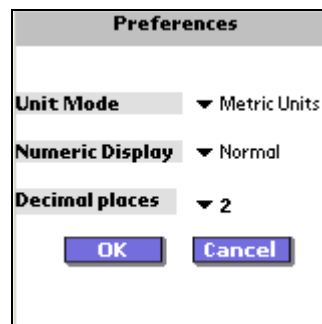 Preferences
Unit Mode Metric Units
Numeric Display Normal
Decimal places 2
OK Cancel